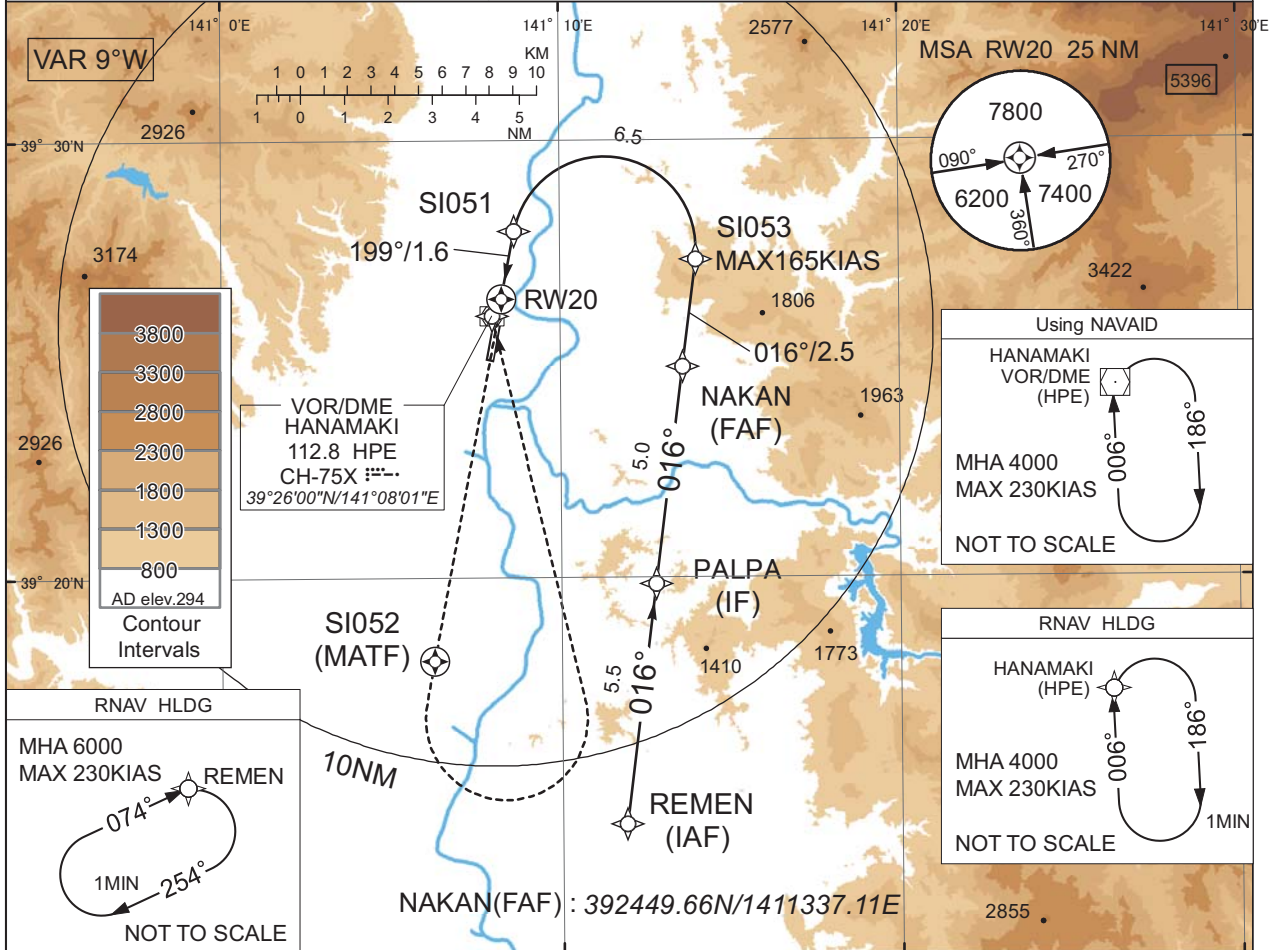 141° 0'E
141° 10'E
141° 20'E
141° 30'E
VAR 9°W
KM
1 0 1 2 3 4 5 6 7 8 9 10
1 0 1 2 3 4 5
NM
2577
MSA RW20 25 NM
5396
7800
090°
270°
6200
7400
360°
2926
39° 30'N
6.5
SI051
199°/1.6
SI053
MAX165KIAS
3174
3422
RW20
1806
016°/2.5
3800
3300
2800
2300
1800
1300
800
AD elev.294
Contour
Intervals
VOR/DME
HANAMAKI
112.8 HPE
CH-75X
39°26'00"N/141°08'01"E
NAKAN
(FAF)
1963
2926
5.0
016°
Using NAVAID
HANAMAKI
VOR/DME
(HPE)
006°
186°
MHA 4000
MAX 230KIAS
NOT TO SCALE
39° 20'N
PALPA
(IF)
SI052
(MATF)
5.5
016°
1410
1773
RNAV HLDG
HANAMAKI
(HPE)
006°
186°
MHA 4000
MAX 230KIAS
1MIN
NOT TO SCALE
RNAV HLDG
MHA 6000
MAX 230KIAS
REMEN
074°
254°
1MIN
NOT TO SCALE
10NM
REMEN
(IAF)
NAKAN(FAF) : 392449.66N/1411337.11E
2855